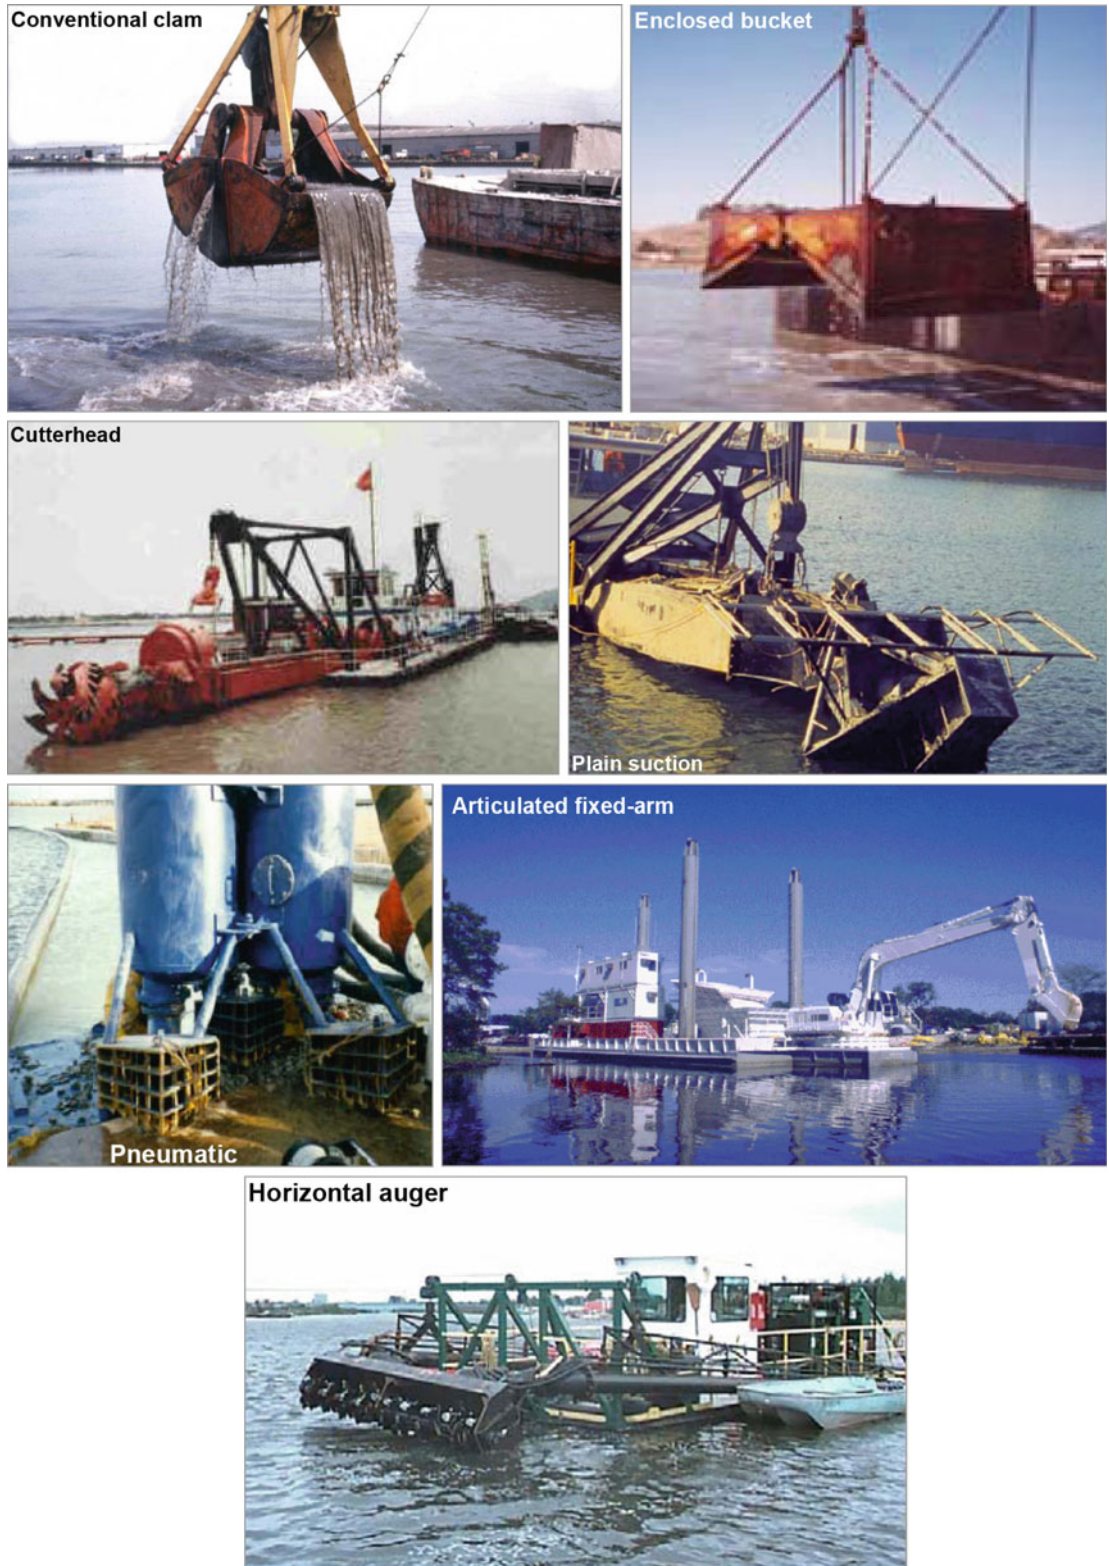 Conventional clam
Enclosed bucket
Cutterhead
Plain suction
Pneumatic
Articulated fixed-arm
Horizontal auger